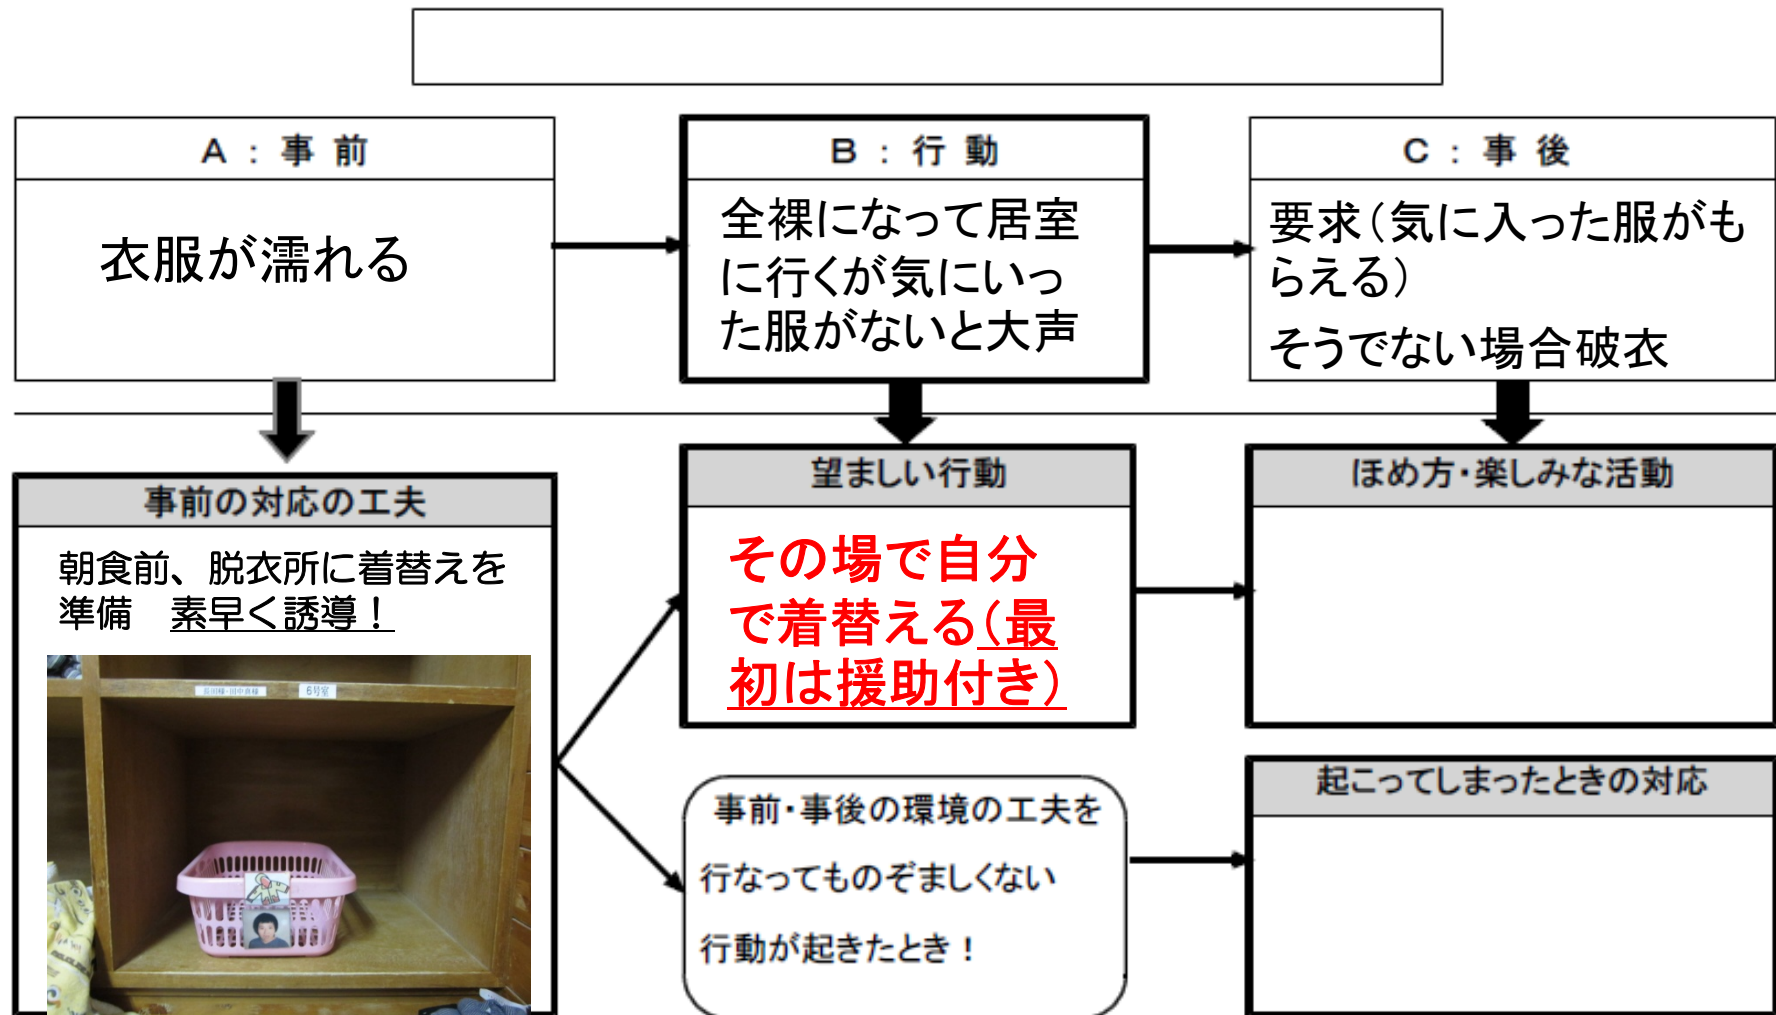 A：事 前
B：行 動
C：事 後
衣服が濡れる
全裸になって居室
に行くが気にいっ
た服がないと大声
要求（気に入った服がも
らえる）
そうでない場合破衣
事前の対応の工夫
望ましい行動
ほめ方・楽しみな活動
朝食前、脱衣所に着替えを
準備　素早く誘導！
6号室
その場で自分
で着替える（最
初は援助付き）
事前・事後の環境の工夫を
行なってものぞましくない
行動が起きたとき！
起こってしまったときの対応